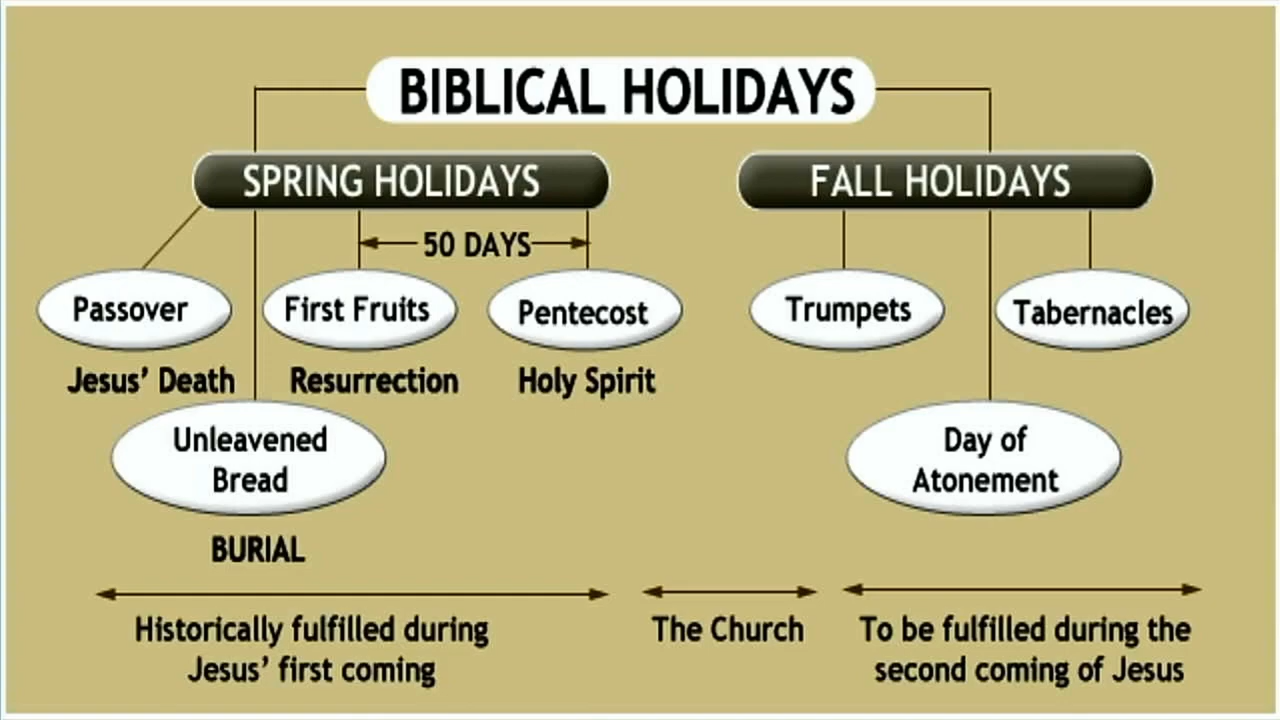 BIBLICAL HOLIDAYS
SPRING HOLIDAYS
FALL HOLIDAYS
50 DAYS
Passover
First Fruits
Pentecost
Trumpets
Tabernacles
Jesus’ Death
Resurrection
Holy Spirit
Unleavened
Bread
Day of
Atonement
BURIAL
Historically fulfilled during
Jesus’ first coming
The Church
To be fulfilled during the
second coming of Jesus